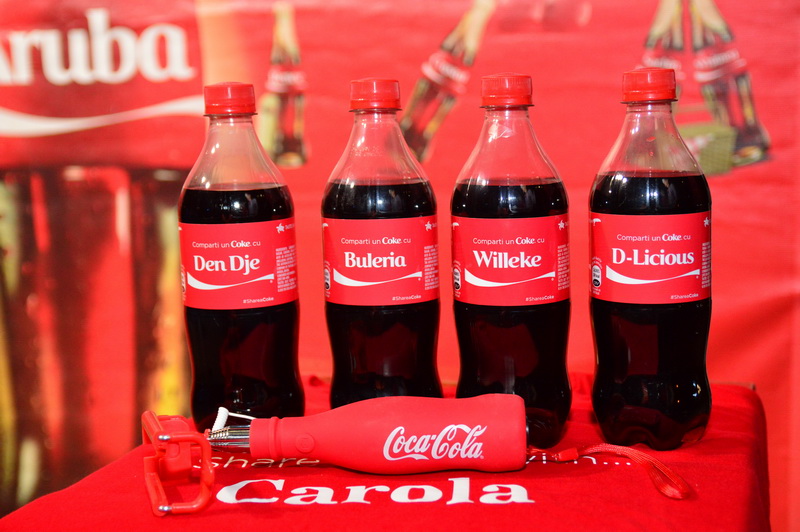 Aruba
Comparti un Coke cu
Den Dje
#ShareaCoke
Comparti un Coke cu
Buleria
#ShareaCoke
Comparti un Coke cu
Willeke
#ShareaCoke
Comparti un Coke cu
D-Licious
#ShareaCoke
Coca-Cola
share
Carola